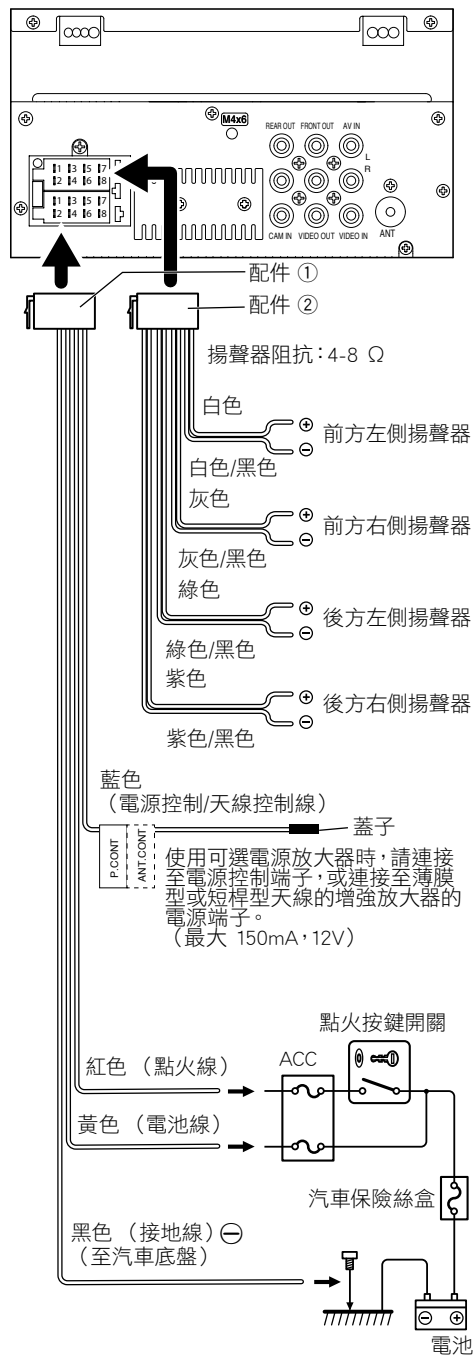 M4x6
REAR OUT FRONT OUT AV IN
L
R
1 3 5 7
2 4 6 8
1 3 5 7
2 4 6 8
CAM IN VIDEO OUT VIDEO IN
ANT
配件 ①
配件 ②
揚聲器阻抗:4-8 Ω
白色
⊕
前方左側揚聲器
⊖
白色/黑色
灰色
⊕
前方右側揚聲器
⊖
灰色/黑色
綠色
⊕
後方左側揚聲器
⊖
綠色/黑色
紫色
⊕
後方右側揚聲器
⊖
紫色/黑色
藍色
(電源控制/天線控制線)
蓋子
P.CONT
ANT.CONT
使用可選電源放大器時,請連接
至電源控制端子,或連接至薄膜
型或短桿型天線的增強放大器的
電源端子。
(最大 150mA,12V)
點火按鍵開關
ACC
紅色 (點火線)
黃色 (電池線)
汽車保險絲盒
黑色 (接地線)⊖
(至汽車底盤)
⊖ ⊕
電池